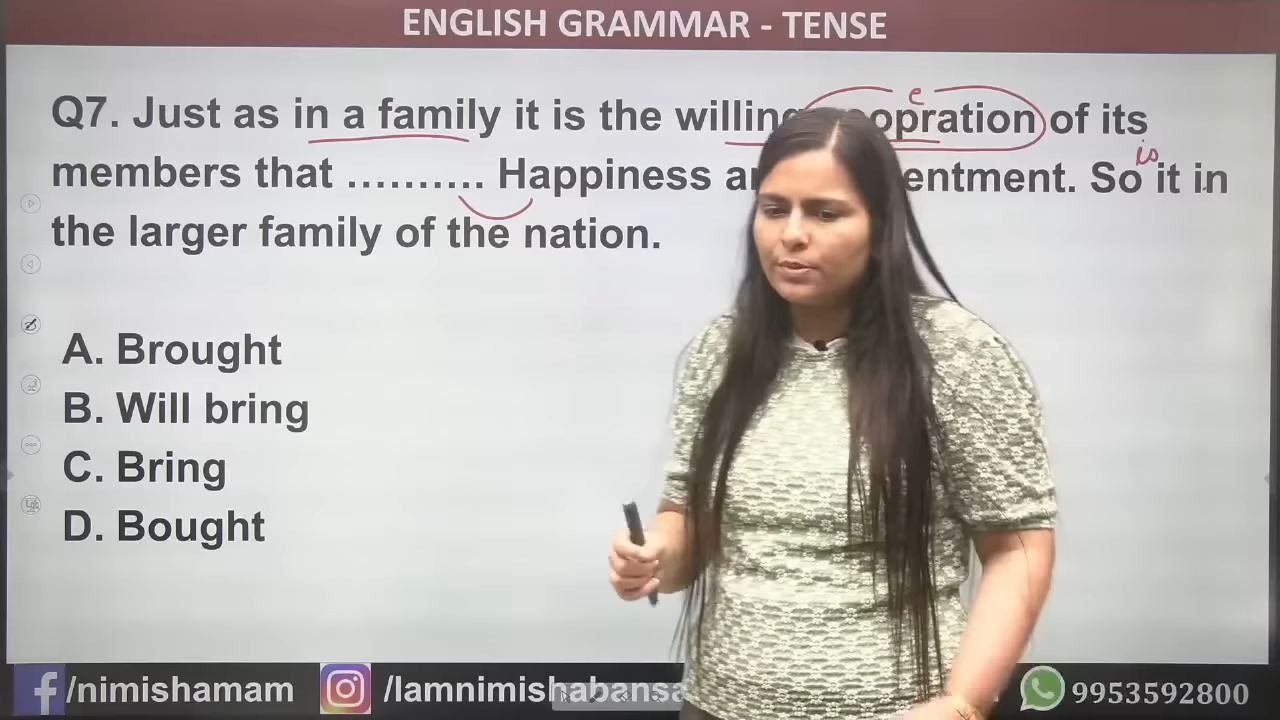 ENGLISH GRAMMAR - TENSE
e
Q7. Just as in a family it is the willing opration of its
is
members that .......... Happiness a entment. So it in
the larger family of the nation.
A. Brought
B. Will bring
C. Bring
D. Bought
/nimishamam /Iamnimishabansa 9953592800